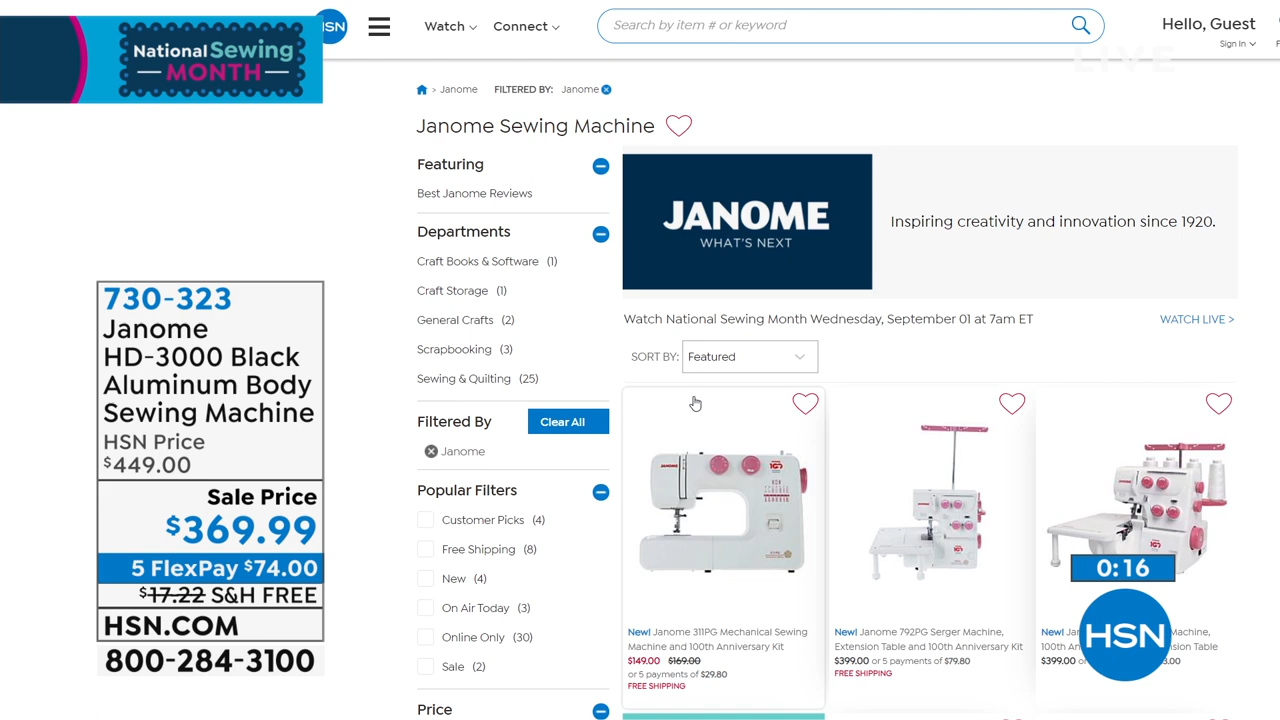 National Sewing
MONTH
HSN
Watch
Connect
Search by item # or keyword
Hello, Guest
Sign In
LIVE
> Janome
FILTERED BY: Janome
Janome Sewing Machine
Featuring
Best Janome Reviews
Departments
Craft Books & Software (1)
Craft Storage (1)
General Crafts (2)
Scrapbooking (3)
Sewing & Quilting (25)
Filtered By
Clear All
Janome
Popular Filters
Customer Picks (4)
Free Shipping (8)
New (4)
On Air Today (3)
Online Only (30)
Sale (2)
Price
JANOME
WHAT'S NEXT
Inspiring creativity and innovation since 1920.
Watch National Sewing Month Wednesday, September 01 at 7am ET
WATCH LIVE >
SORT BY: Featured
New! Janome 311PG Mechanical Sewing
Machine and 100th Anniversary Kit
$149.00 $169.00
or 5 payments of $29.80
FREE SHIPPING
New! Janome 792PG Serger Machine,
Extension Table and 100th Anniversary Kit
$399.00 or 5 payments of $79.80
FREE SHIPPING
New!
Machine,
Table
$399.00 or
0:16
HSN
730-323
Janome
HD-3000 Black
Aluminum Body
Sewing Machine
HSN Price
$449.00
Sale Price
$369.99
5 FlexPay $74.00
$17.22 S&H FREE
HSN.COM
800-284-3100